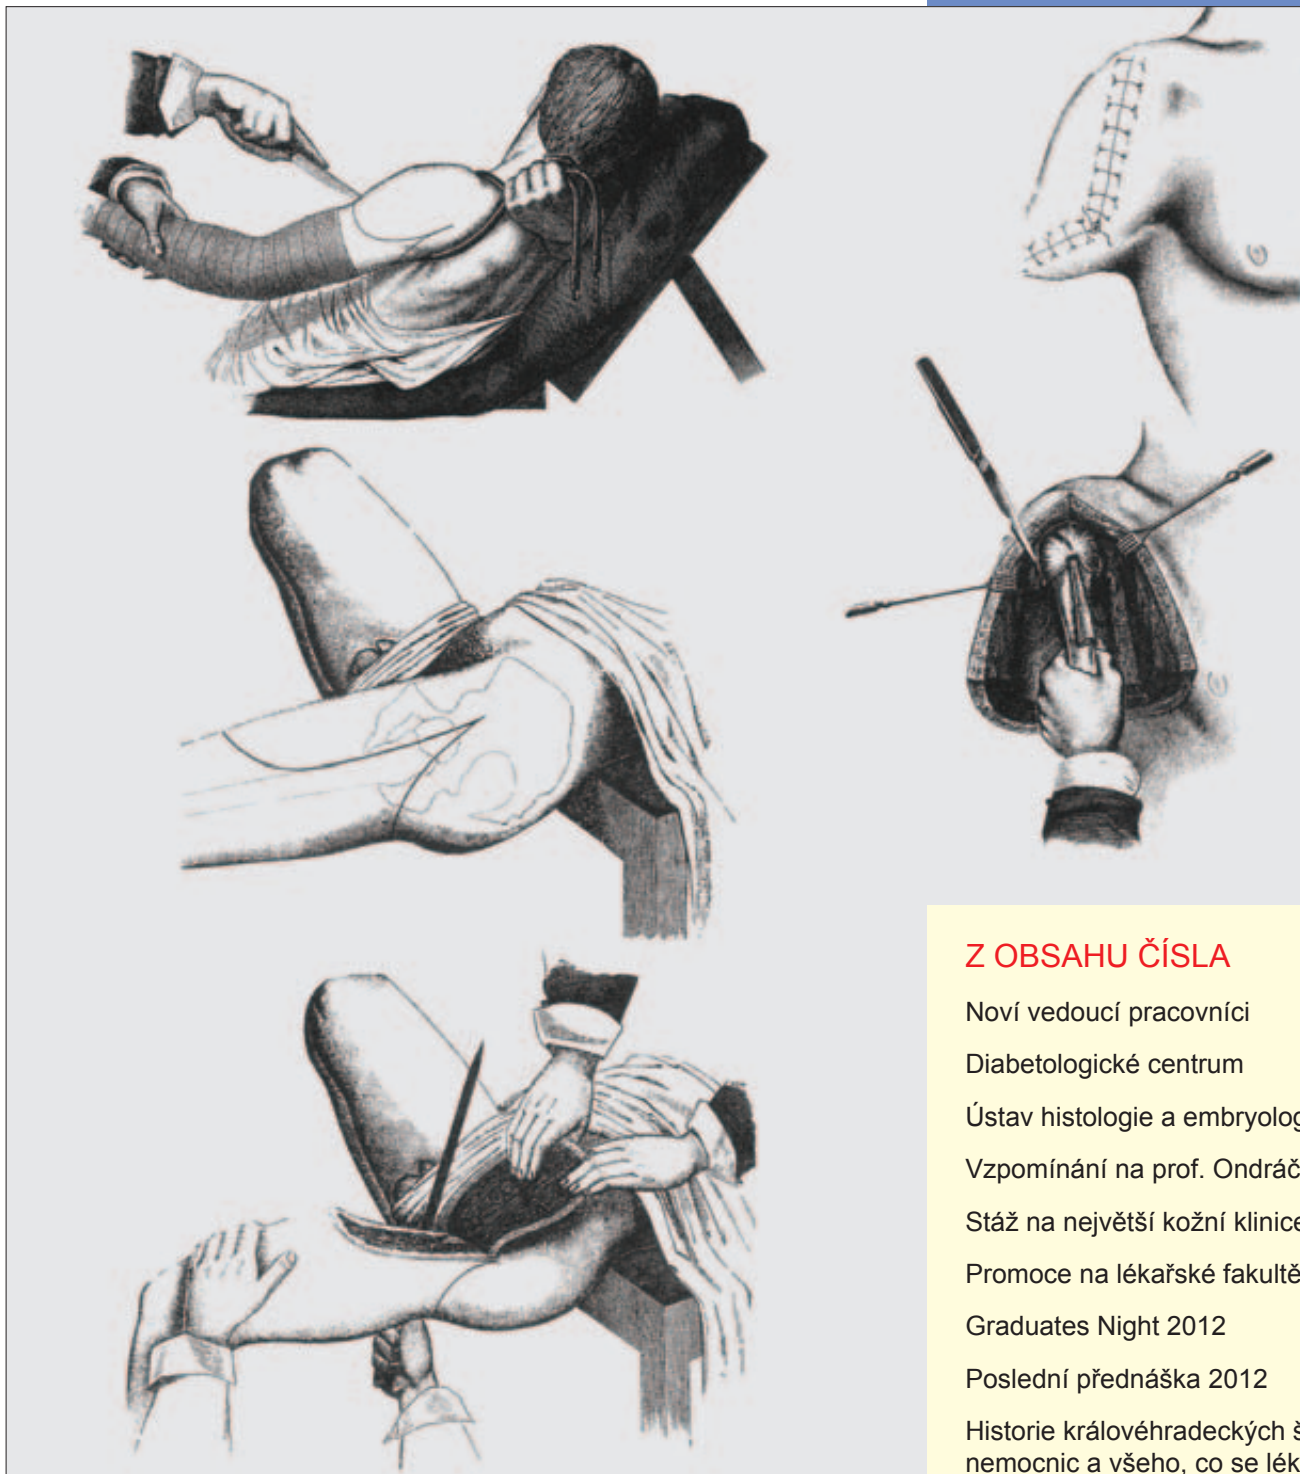 Z OBSAHU ČÍSLA
Noví vedoucí pracovníci
Diabetologické centrum
Ústav histologie a embryolog
Vzpomínání na prof. Ondráč
Stáž na největší kožní klinice
Promoce na lékařské fakultě
Graduates Night 2012
Poslední přednáška 2012
Historie královéhradeckých š
nemocnic a všeho, co se lék